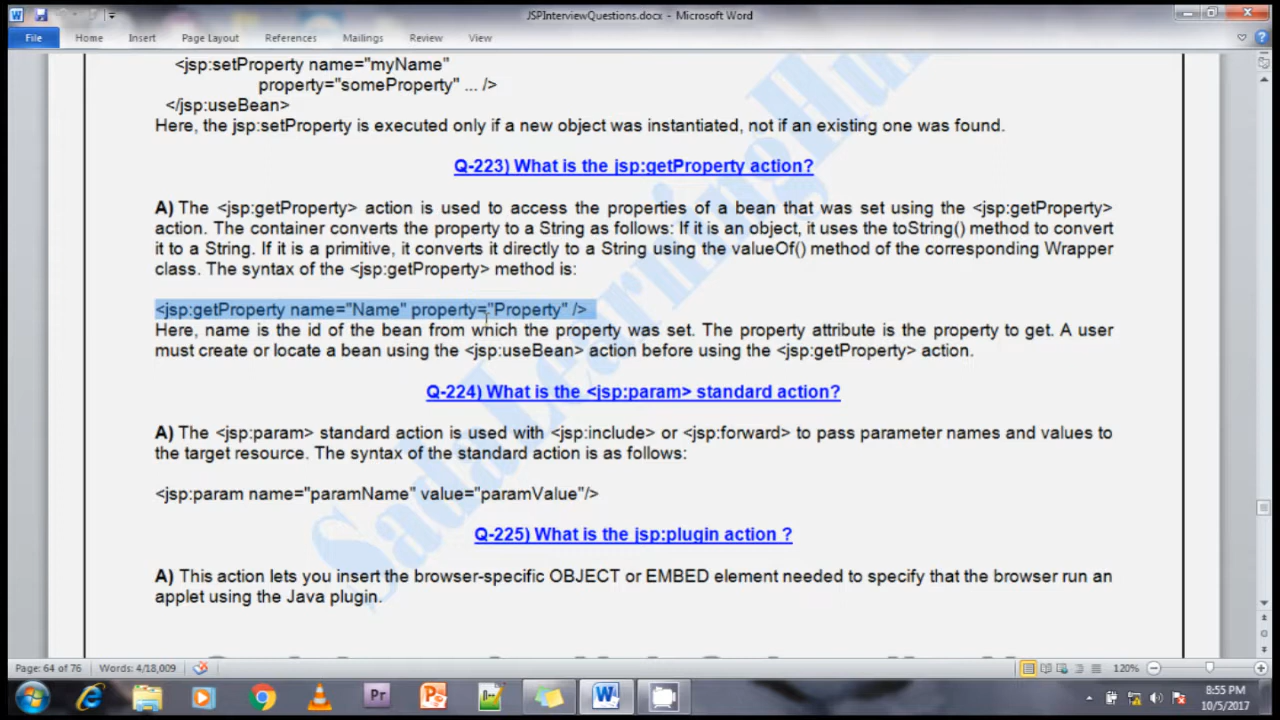 JSPInterviewQuestions.docx - Microsoft Word
File Home Insert Page Layout References Mailings Review View
<jsp:setProperty name="myName"
property="someProperty" ... />
</jsp:useBean>
Here, the jsp:setProperty is executed only if a new object was instantiated, not if an existing one was found.
Q-223) What is the jsp:getProperty action?
A) The <jsp:getProperty> action is used to access the properties of a bean that was set using the <jsp:getProperty>
action. The container converts the property to a String as follows: If it is an object, it uses the toString() method to convert
it to a String. If it is a primitive, it converts it directly to a String using the valueOf() method of the corresponding Wrapper
class. The syntax of the <jsp:getProperty> method is:
<jsp:getProperty name="Name" property="Property" />
Here, name is the id of the bean from which the property was set. The property attribute is the property to get. A user
must create or locate a bean using the <jsp:useBean> action before using the <jsp:getProperty> action.
Q-224) What is the <jsp:param> standard action?
A) The <jsp:param> standard action is used with <jsp:include> or <jsp:forward> to pass parameter names and values to
the target resource. The syntax of the standard action is as follows:
<jsp:param name="paramName" value="paramValue"/>
Q-225) What is the jsp:plugin action ?
A) This action lets you insert the browser-specific OBJECT or EMBED element needed to specify that the browser run an
applet using the Java plugin.
Page: 64 of 76 Words: 4/18,009 120%
8:55 PM
10/5/2017